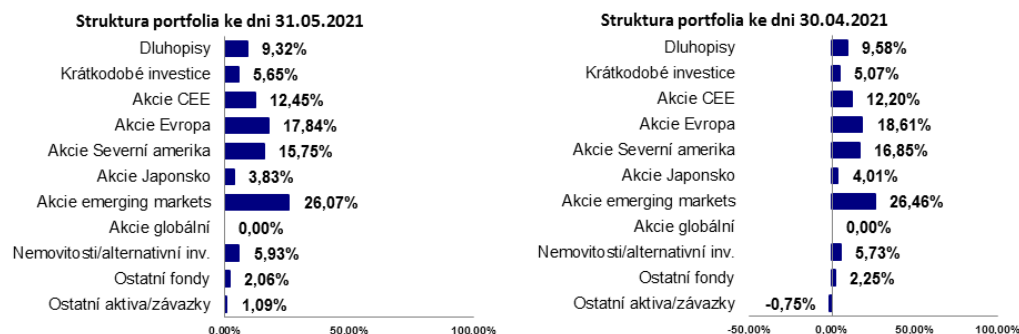 Struktura portfolia ke dni 31.05.2021
Dluhopisy 9,32%
Krátkodobé investice 5,65%
Akcie CEE 12,45%
Akcie Evropa 17,84%
Akcie Severní amerika 15,75%
Akcie Japonsko 3,83%
Akcie emerging markets 26,07%
Akcie globální 0,00%
Nemovitosti/alternativní inv. 5,93%
Ostatní fondy 2,06%
Ostatní aktiva/závazky 1,09%
0.00% 50.00% 100.00%
Struktura portfolia ke dni 30.04.2021
Dluhopisy 9,58%
Krátkodobé investice 5,07%
Akcie CEE 12,20%
Akcie Evropa 18,61%
Akcie Severní amerika 16,85%
Akcie Japonsko 4,01%
Akcie emerging markets 26,46%
Akcie globální 0,00%
Nemovitosti/alternativní inv. 5,73%
Ostatní fondy 2,25%
Ostatní aktiva/závazky -0,75%
-50.00% 0.00% 50.00% 100.00%